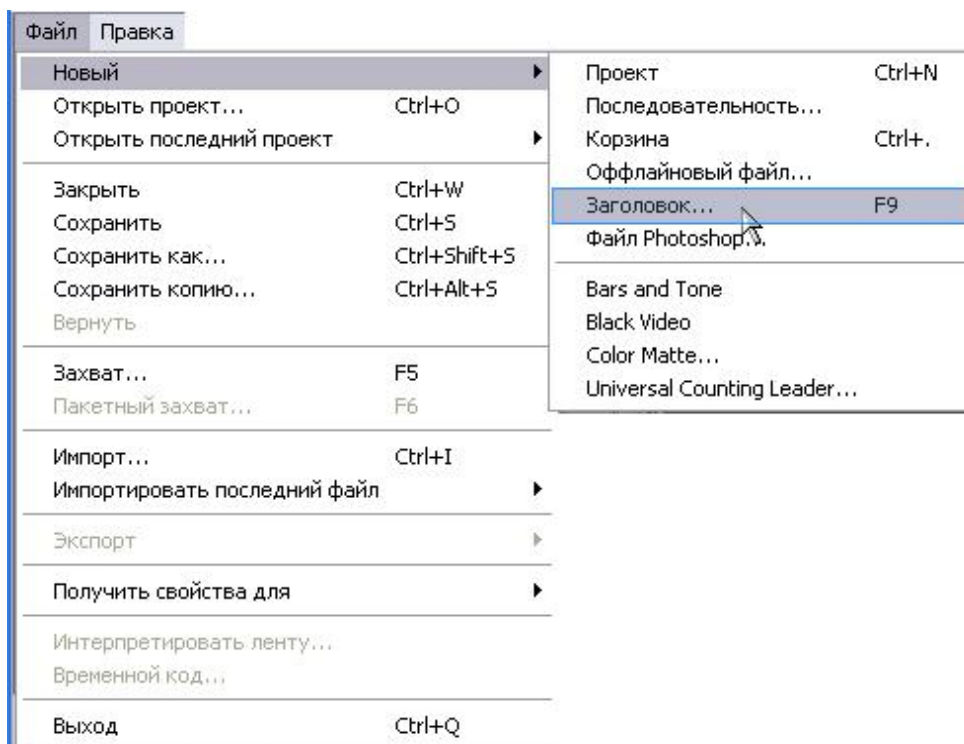 Файл Правка
Новый
Открыть проект... Ctrl+O
Открыть последний проект
Закрыть Ctrl+W
Сохранить Ctrl+S
Сохранить как... Ctrl+Shift+S
Сохранить копию... Ctrl+Alt+S
Вернуть
Захват... F5
Пакетный захват... F6
Импорт... Ctrl+I
Импортировать последний файл
Экспорт
Получить свойства для
Интерпретировать ленту...
Временной код...
Выход Ctrl+Q
Проект Ctrl+N
Последовательность...
Корзина Ctrl+.
Оффлайновый файл...
Заголовок... F9
Файл Photoshop...
Bars and Tone
Black Video
Color Matte...
Universal Counting Leader...